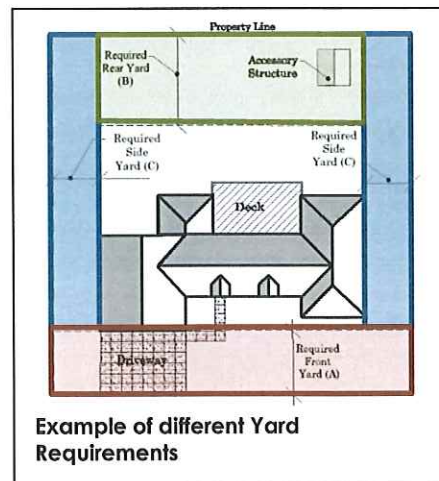 Property Line
Required
Rear Yard
(B)
Accessory
Structure
Required
Side
Yard (C)
Required
Side
Yard (C)
Deck
Driveway
Required
Front
Yard (A)
Example of different Yard
Requirements